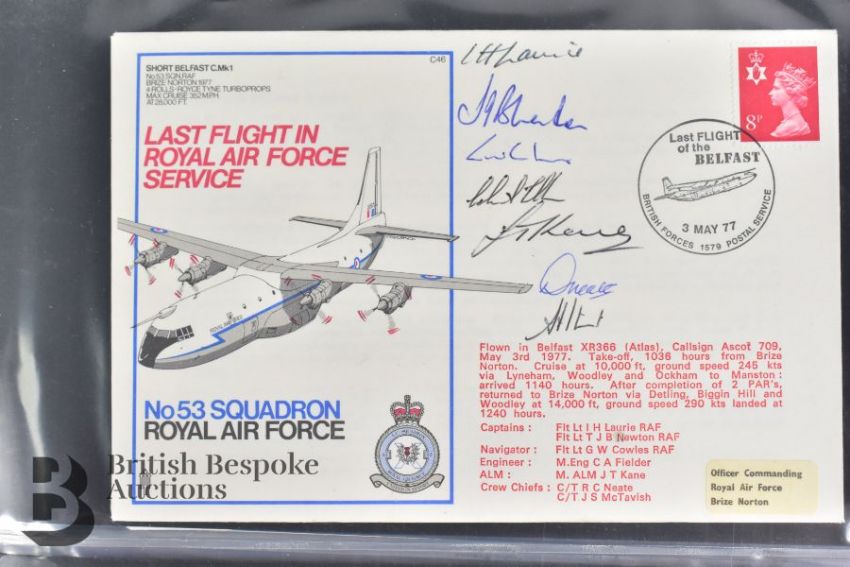 SHORT BELFAST C.Mk1
C46
No.53 SQN.RAF
BRIZE NORTON 1977
4 ROLLS-ROYCE TYNE TURBOPROPS
MAX CRUISE 352 M.P.H.
AT 28,000 FT.
LAST FLIGHT IN
ROYAL AIR FORCE
SERVICE
8P
Last FLIGHT
of the
BELFAST
3 MAY 77
BRITISH FORCES 1579 POSTAL SERVICE
ROYAL AIR FORCE
No 53 SQUADRON
ROYAL AIR FORCE
Flown in Belfast XR366 (Atlas), Callsign Ascot 709,
May 3rd 1977. Take-off, 1036 hours from Brize
Norton. Cruise at 10,000 ft, ground speed 245 kts
via Lyneham, Woodley and Ockham to Manston:
arrived 1140 hours. After completion of 2 PAR's,
returned to Brize Norton via Detling, Biggin Hill and
Woodley at 14,000 ft, ground speed 290 kts landed at
1240 hours.
Captains : Flt Lt I H Laurie RAF
Flt Lt T J B Newton RAF
Navigator : Flt Lt G W Cowles RAF
Engineer : M.Eng C A Fielder
ALM : M. ALM J T Kane
Crew Chiefs : C/T R C Neate
C/T J S McTavish
Officer Commanding
Royal Air Force
Brize Norton
B
British Bespoke
Auctions